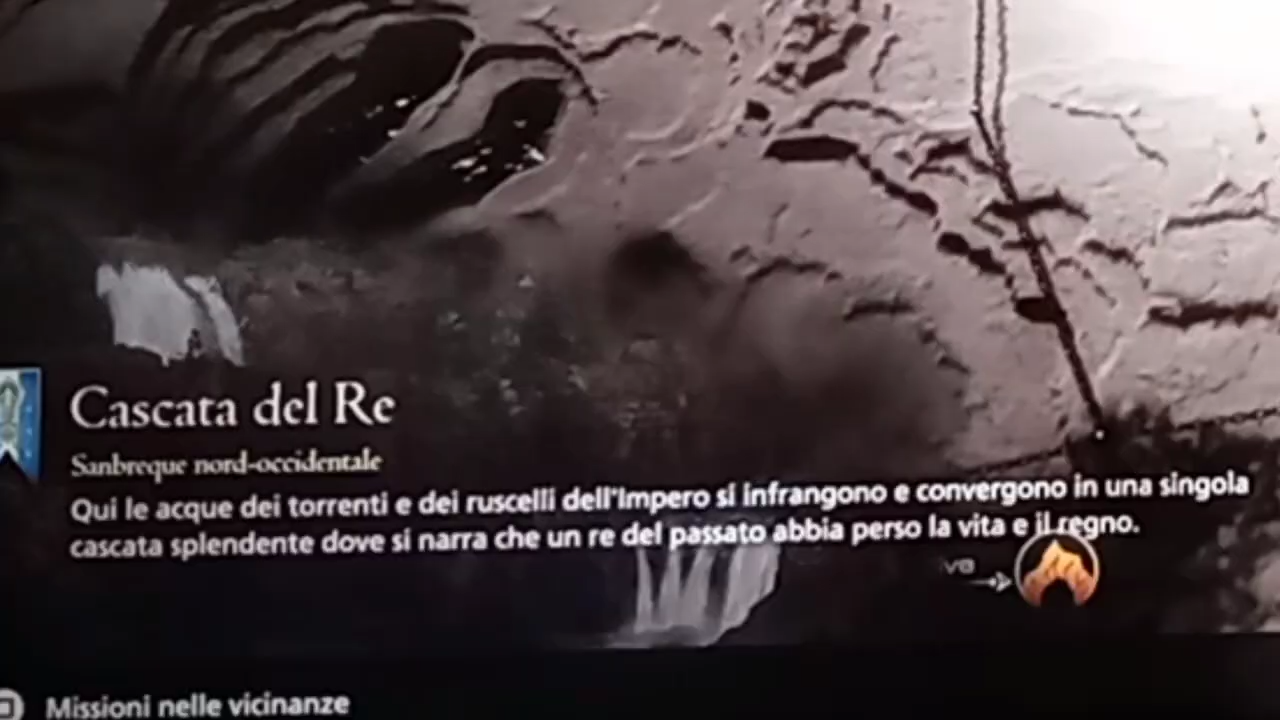 Cascata del Re
Sanbreque nord-occidentale
Qui le acque dei torrenti e dei ruscelli dell'Impero si infrangono e convergono in una singola
cascata splendente dove si narra che un re del passato abbia perso la vita e il regno.
Missioni nelle vicinanze